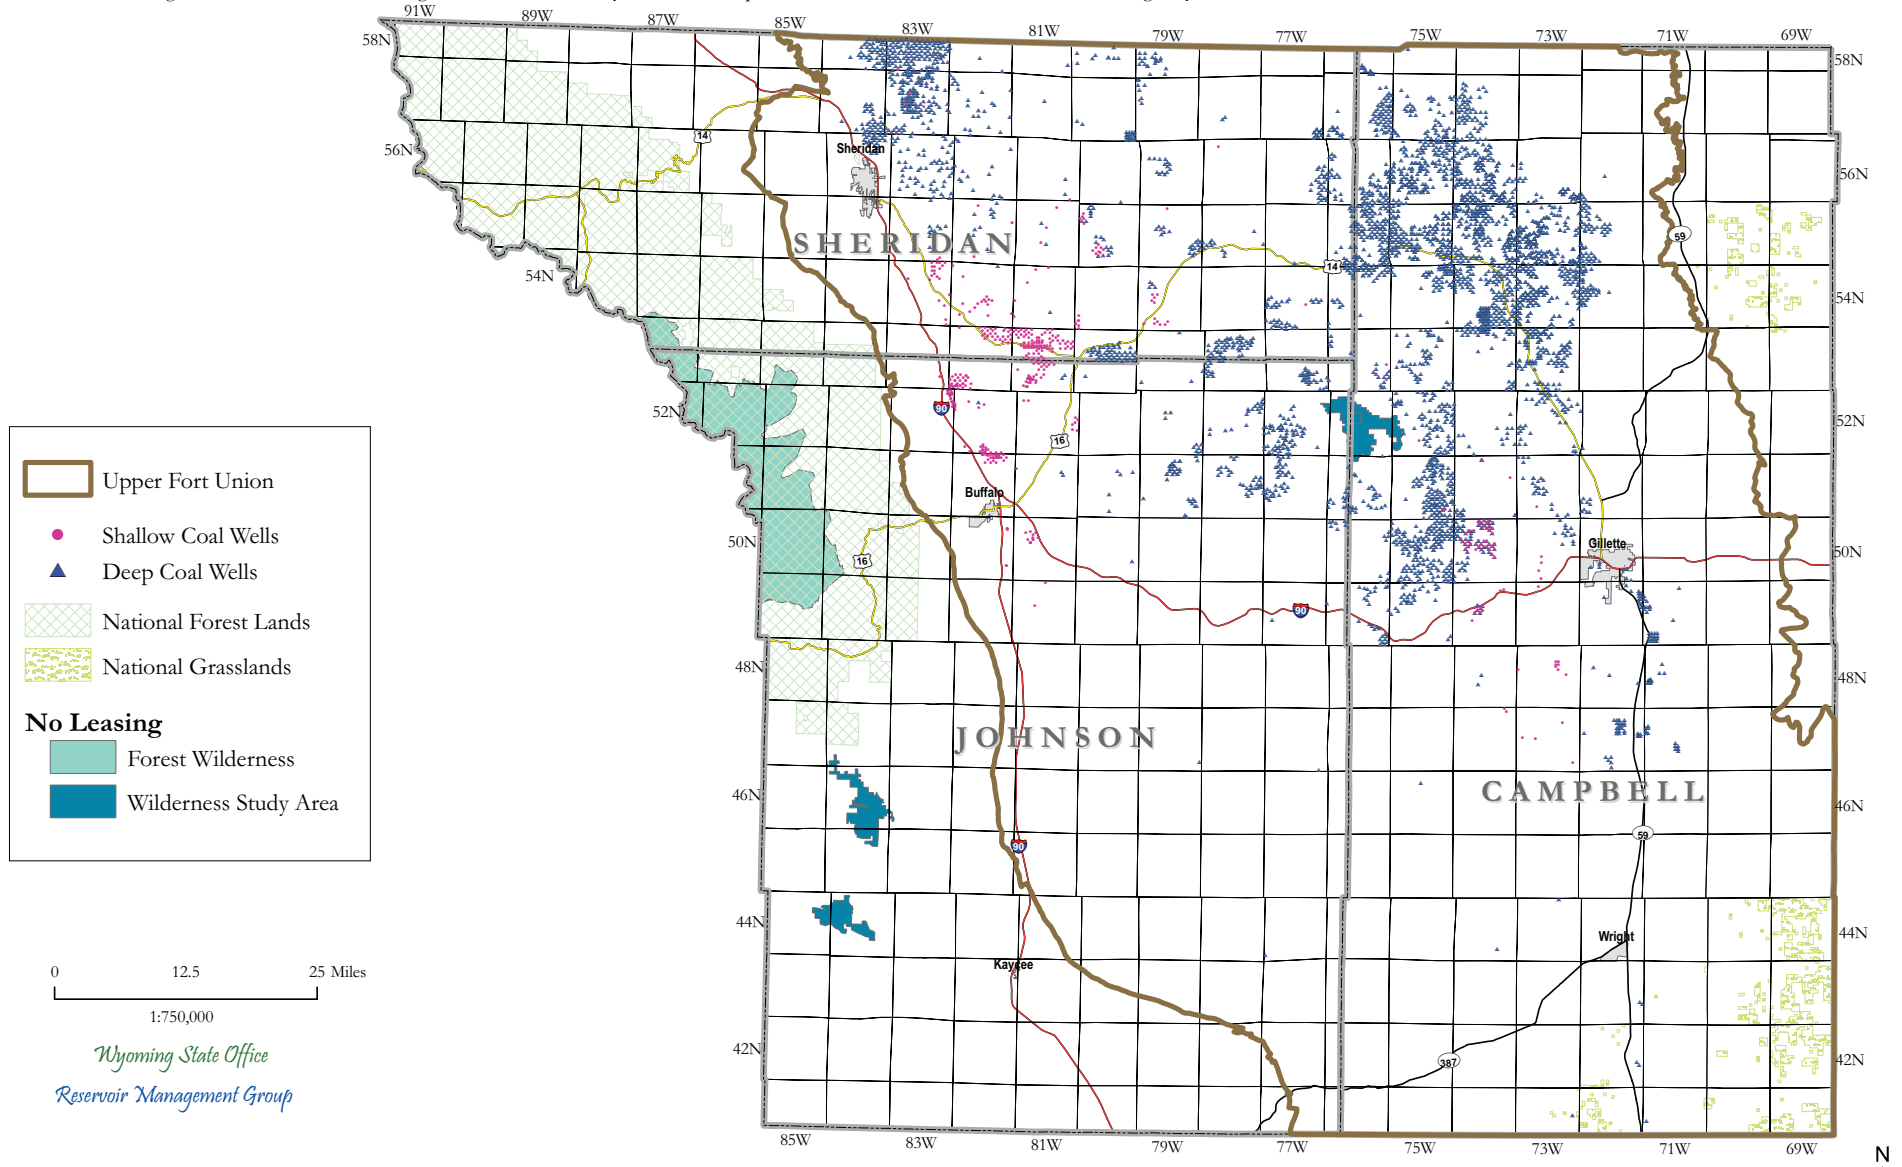 91W
89W
87W
85W
83W
81W
79W
77W
75W
73W
71W
69W
58N
58N
14
Sheridan
56N
56N
59
SHERIDAN
14
54N
54N
90
52N
52N
16
Buffalo
Upper Fort Union
Shallow Coal Wells
Deep Coal Wells
National Forest Lands
National Grasslands
No Leasing
Forest Wilderness
Wilderness Study Area
50N
16
Gillette
50N
90
48N
48N
JOHNSON
46N
CAMPBELL
46N
90
59
44N
Kaycee
Wright
44N
0 12.5 25 Miles
1:750,000
Wyoming State Office
Reservoir Management Group
42N
387
42N
85W
83W
81W
79W
77W
75W
73W
71W
69W
N